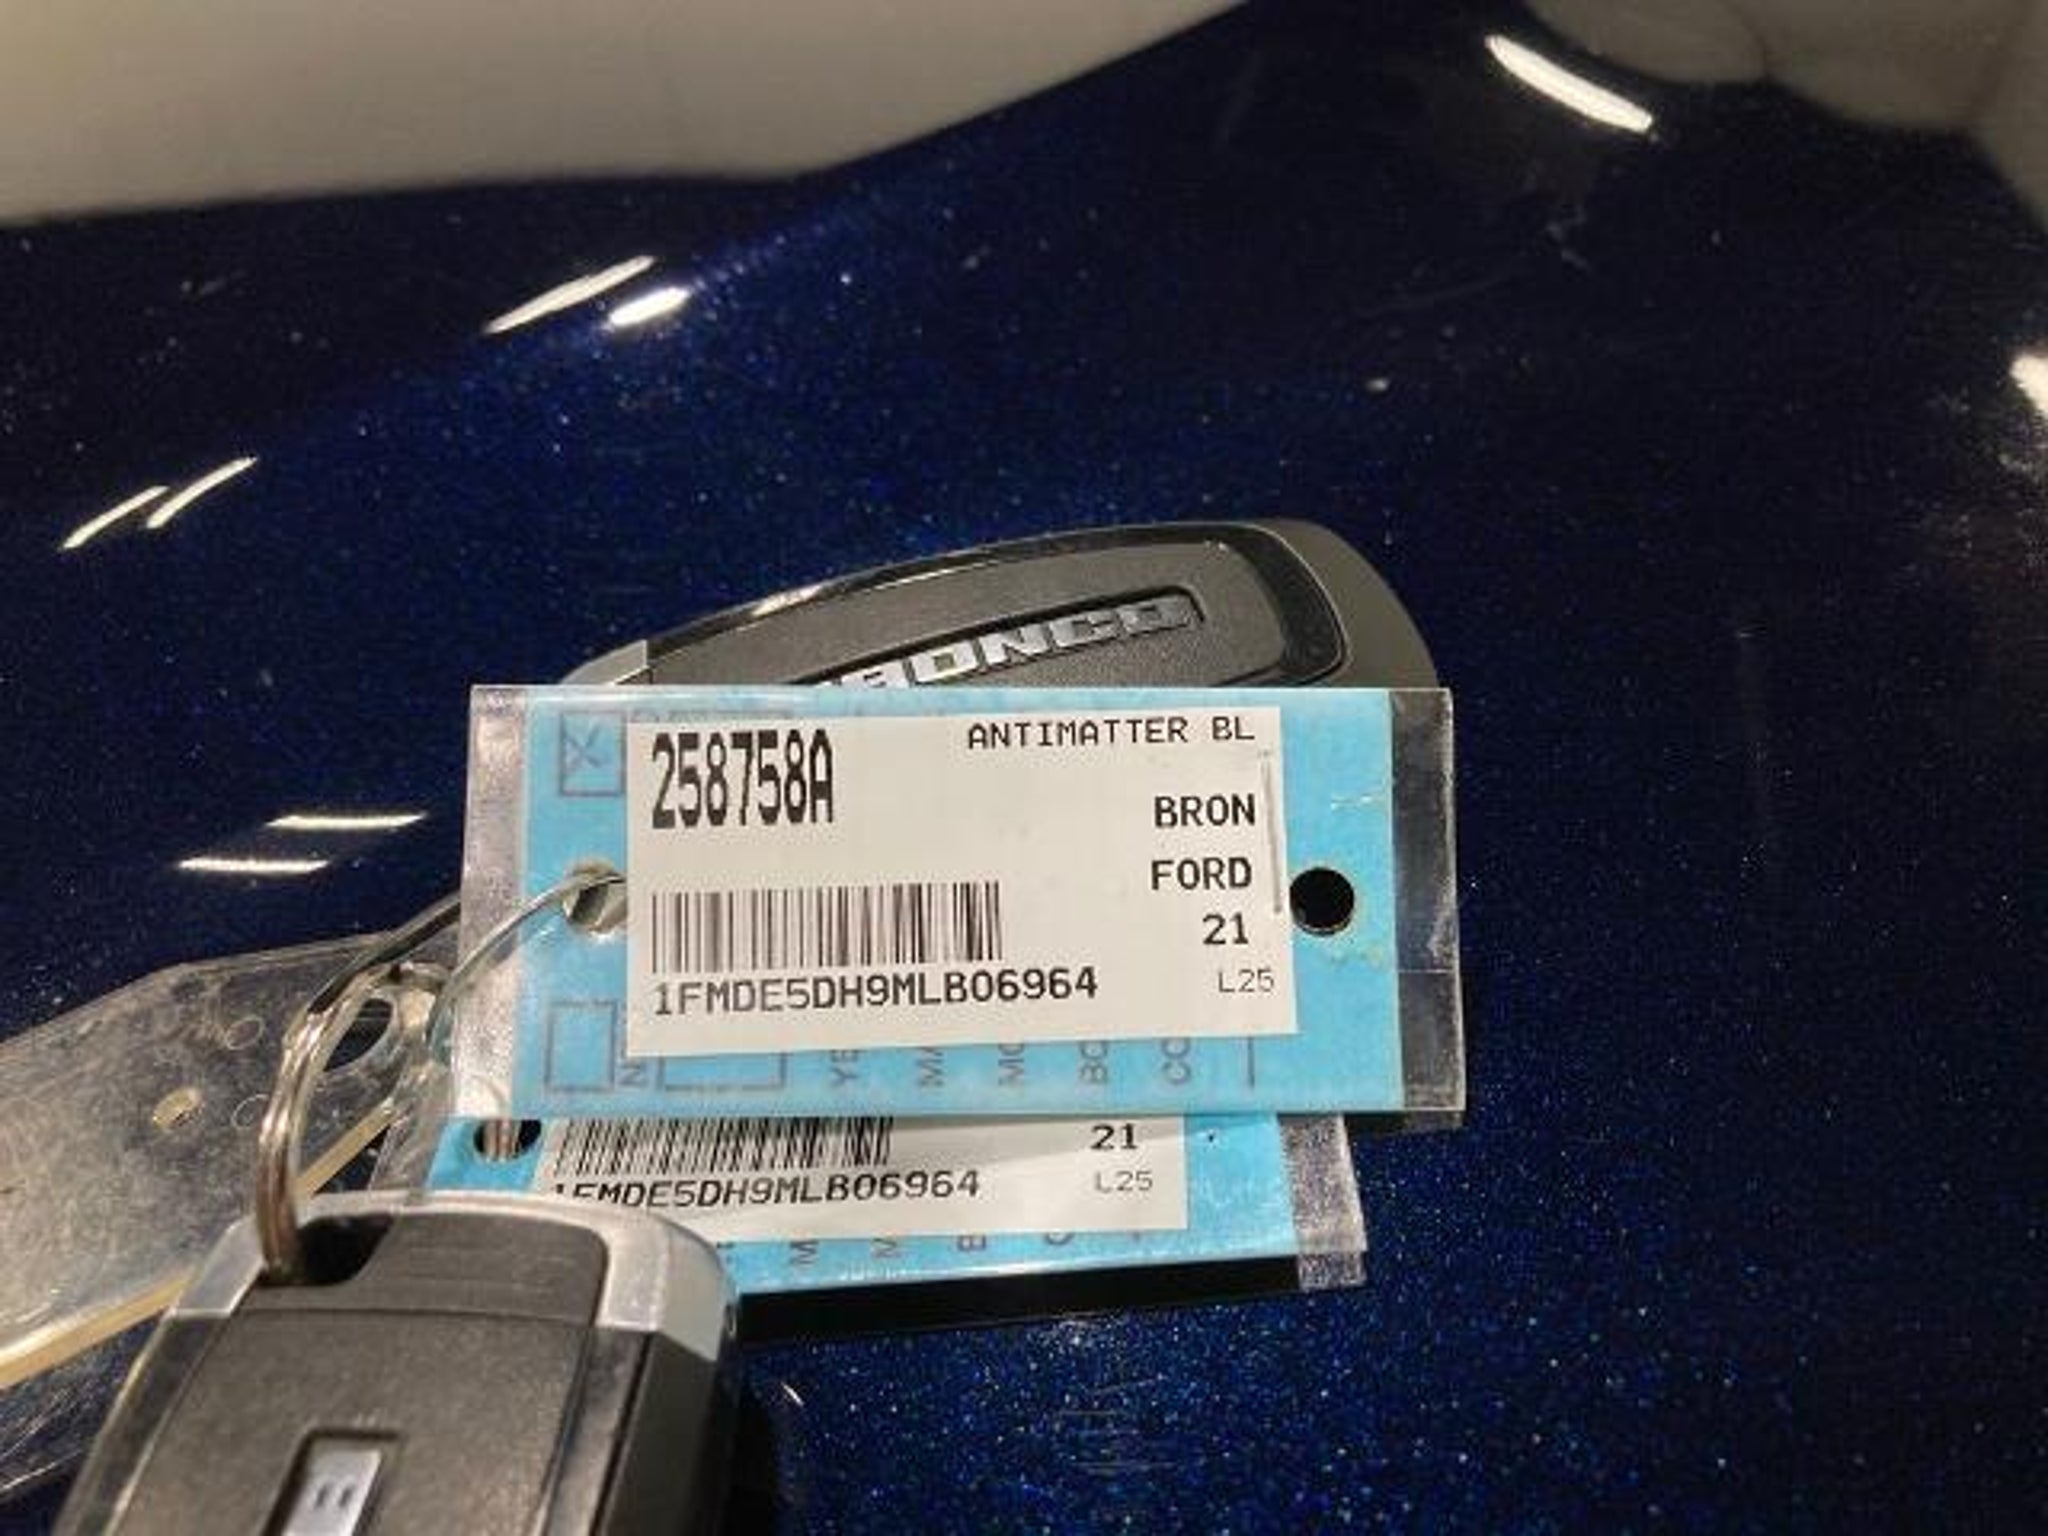 BRONCO
258758A
ANTIMATTER BL
BRON
FORD
21
1FMDE5DH9MLB06964
L25
N
21
1FMDE5DH9MLB06964
L25